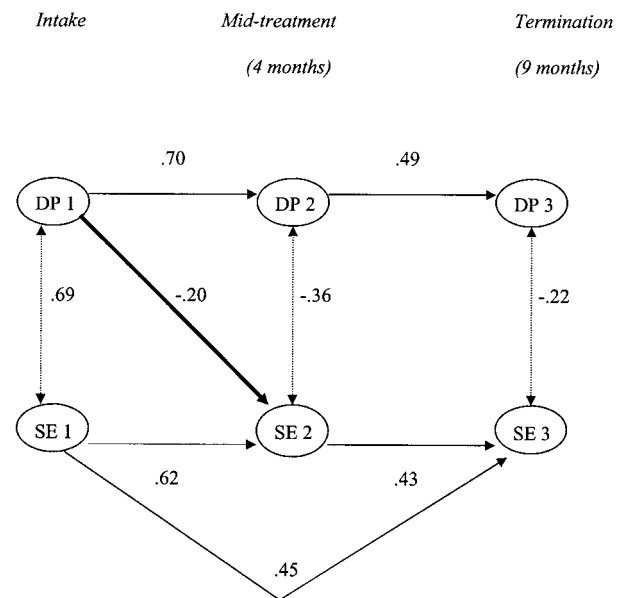 Intake Mid-treatment Termination
(4 months) (9 months)
.70 .49
DP 1 DP 2 DP 3
.69 -.20 -.36 -.22
SE 1 SE 2 SE 3
.62 .43
.45